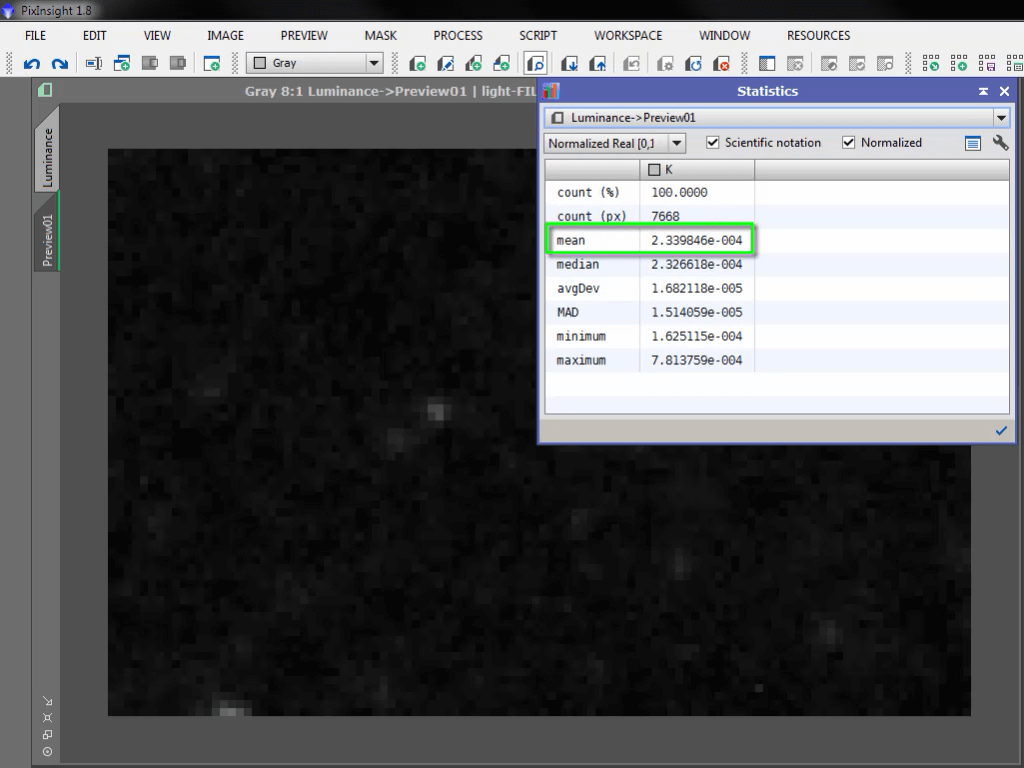 PixInsight 1.8
FILE EDIT VIEW IMAGE PREVIEW MASK PROCESS SCRIPT WORKSPACE WINDOW RESOURCES
Gray
Gray 8:1 Luminance->Preview01 | light-FIL
Luminance
Preview01
Statistics
Luminance->Preview01
Normalized Real [0,1 Scientific notation Normalized
K
count (%) 100.0000
count (px) 7668
mean 2.339846e-004
median 2.326618e-004
avgDev 1.682118e-005
MAD 1.514059e-005
minimum 1.625115e-004
maximum 7.813759e-004